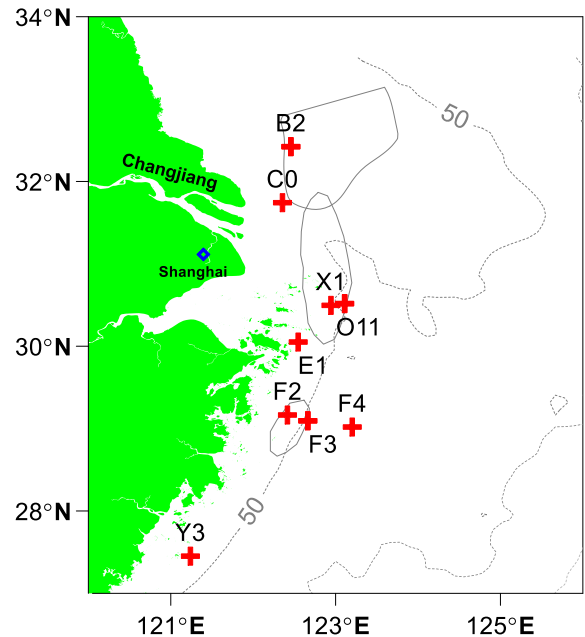 34°N
50
B2
Changjiang
32°N
C0
Shanghai
X1
O11
30°N
E1
F2
F4
F3
28°N
50
Y3
121°E
123°E
125°E